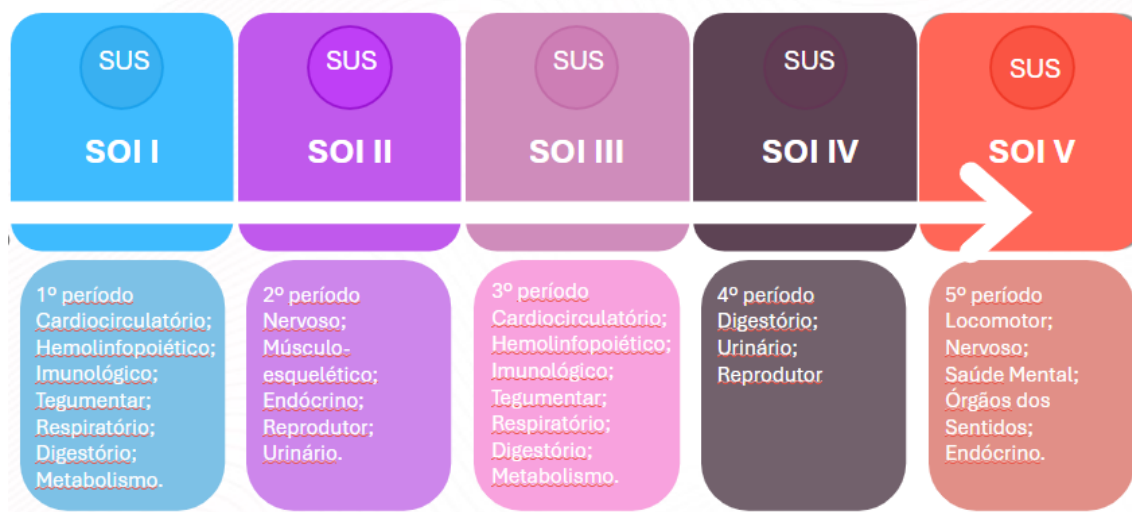 SUS
SOI I
SUS
SOI II
SUS
SOI III
SUS
SOI IV
SUS
SOI V
1º período
Cardiocirculatório;
Hemolinfopoiético;
Imunológico;
Tegumentar;
Respiratório;
Digestório;
Metabolismo.
2º período
Nervoso;
Músculo-
esquelético;
Endócrino;
Reprodutor;
Urinário.
3º período
Cardiocirculatório;
Hemolinfopoiético;
Imunológico;
Tegumentar;
Respiratório;
Digestório;
Metabolismo.
4º período
Digestório;
Urinário;
Reprodutor
5º período
Locomotor;
Nervoso;
Saúde Mental;
Órgãos dos
Sentidos;
Endócrino.